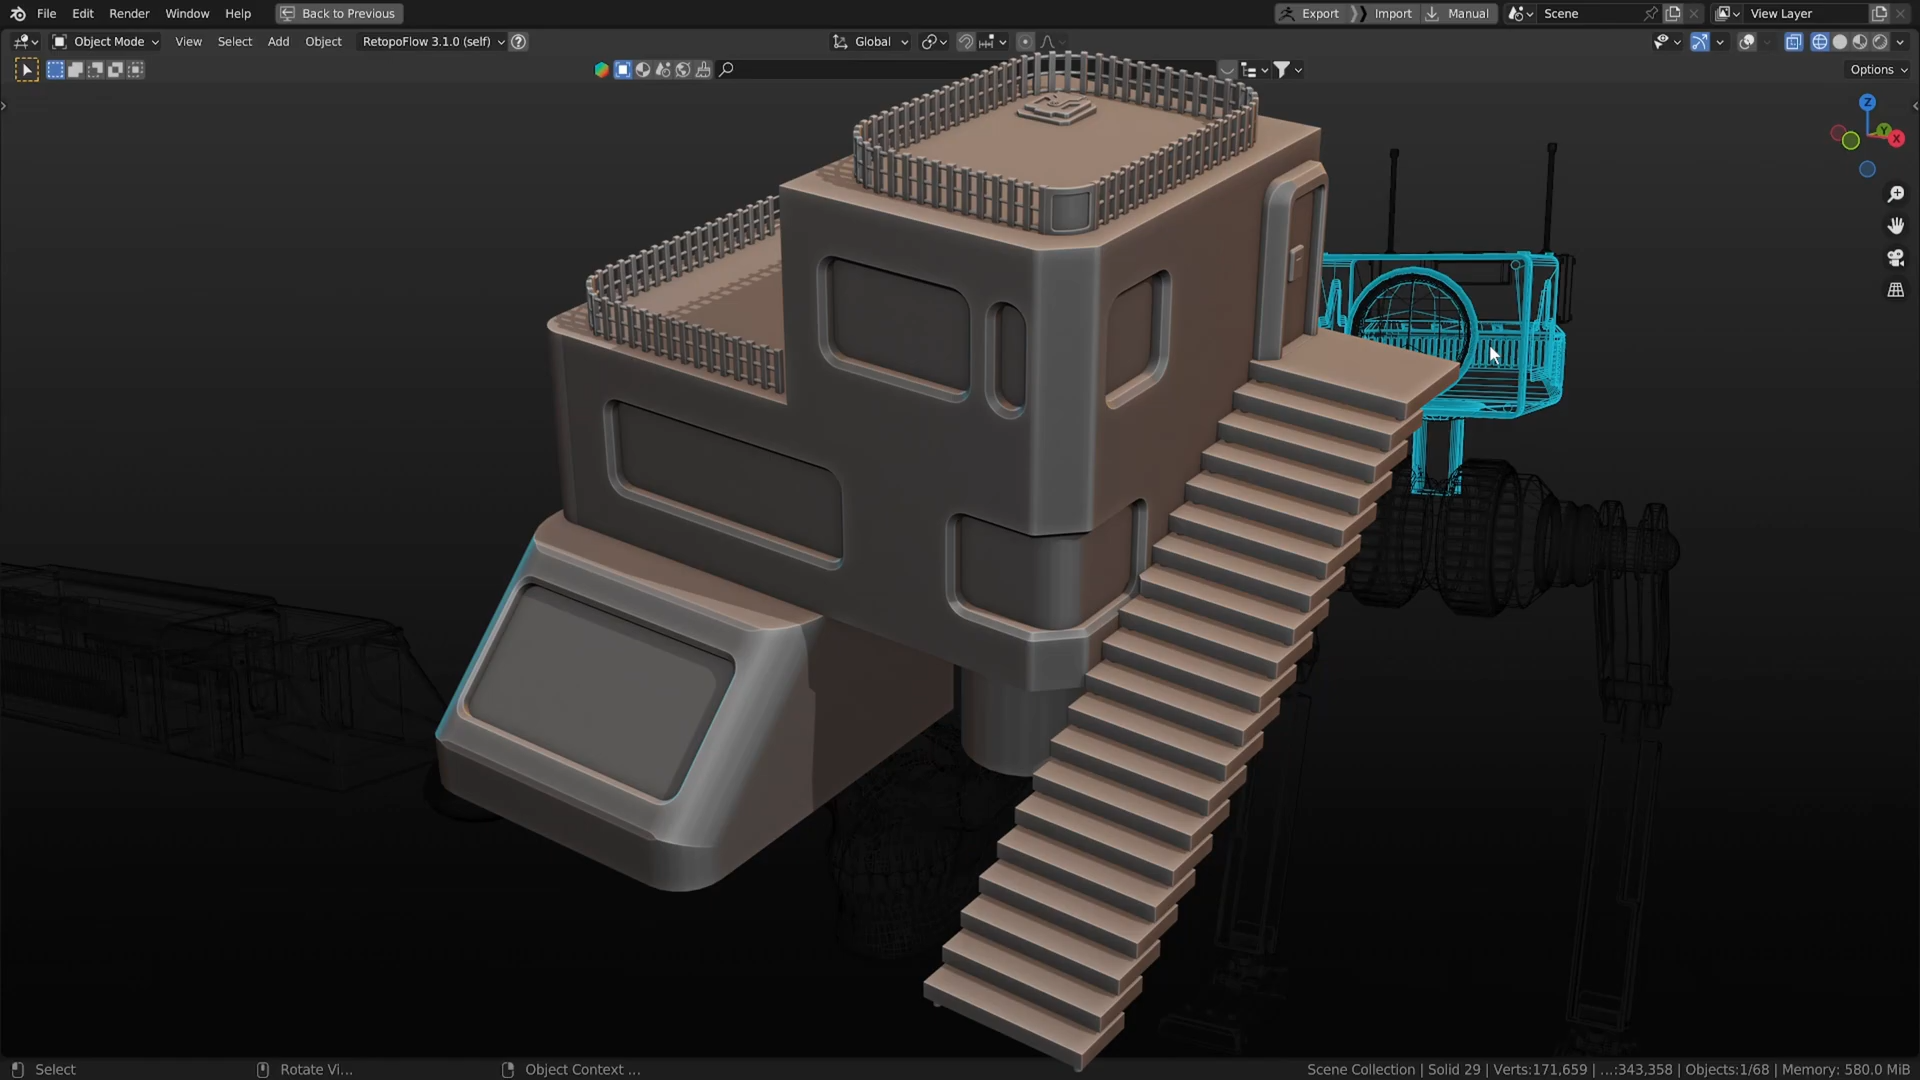 File Edit Render Window Help Back to Previous Export Import Manual Scene View Layer
Object Mode View Select Add Object RetopoFlow 3.1.0 (self) Global
Options
Z
Y
X
Select Rotate Vi... Object Context ... Scene Collection | Solid 29 | Verts:171,659 | ...:343,358 | Objects:1/68 | Memory: 580.0 MiB